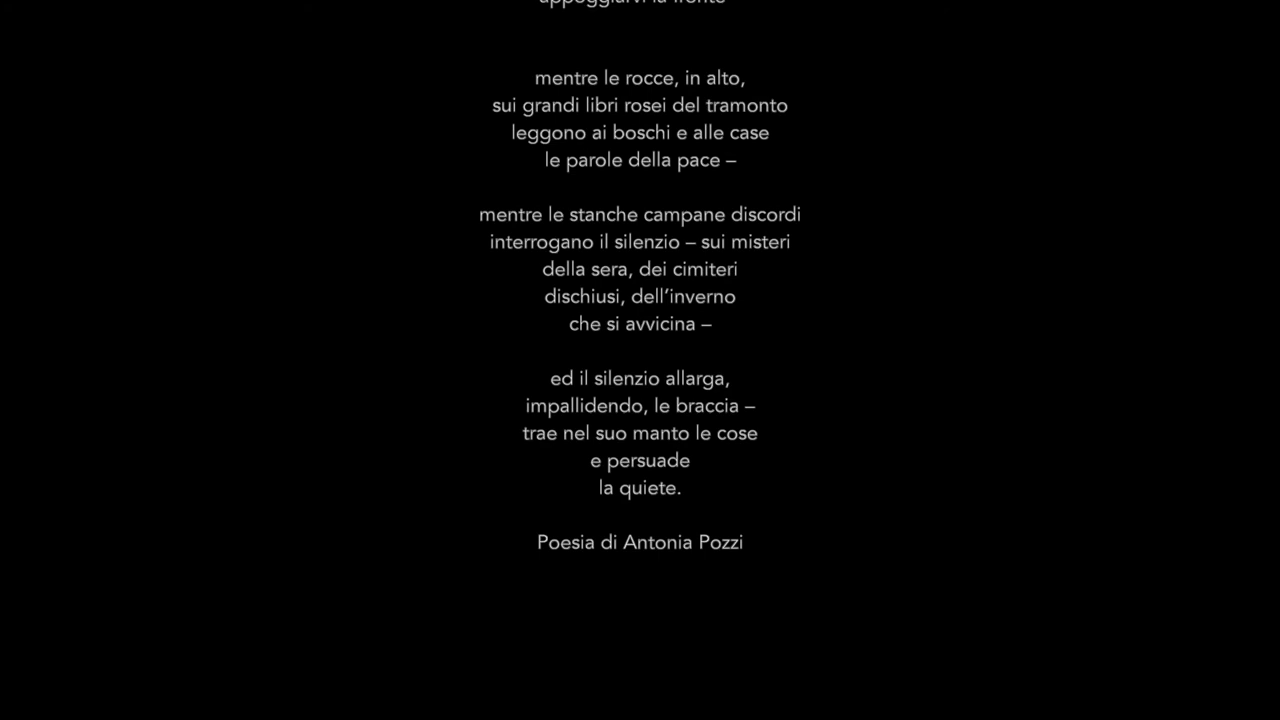 appoggiarvi la fronte
mentre le rocce, in alto,
sui grandi libri rosei del tramonto
leggono ai boschi e alle case
le parole della pace –
mentre le stanche campane discordi
interrogano il silenzio – sui misteri
della sera, dei cimiteri
dischiusi, dell’inverno
che si avvicina –
ed il silenzio allarga,
impallidendo, le braccia –
trae nel suo manto le cose
e persuade
la quiete.
Poesia di Antonia Pozzi